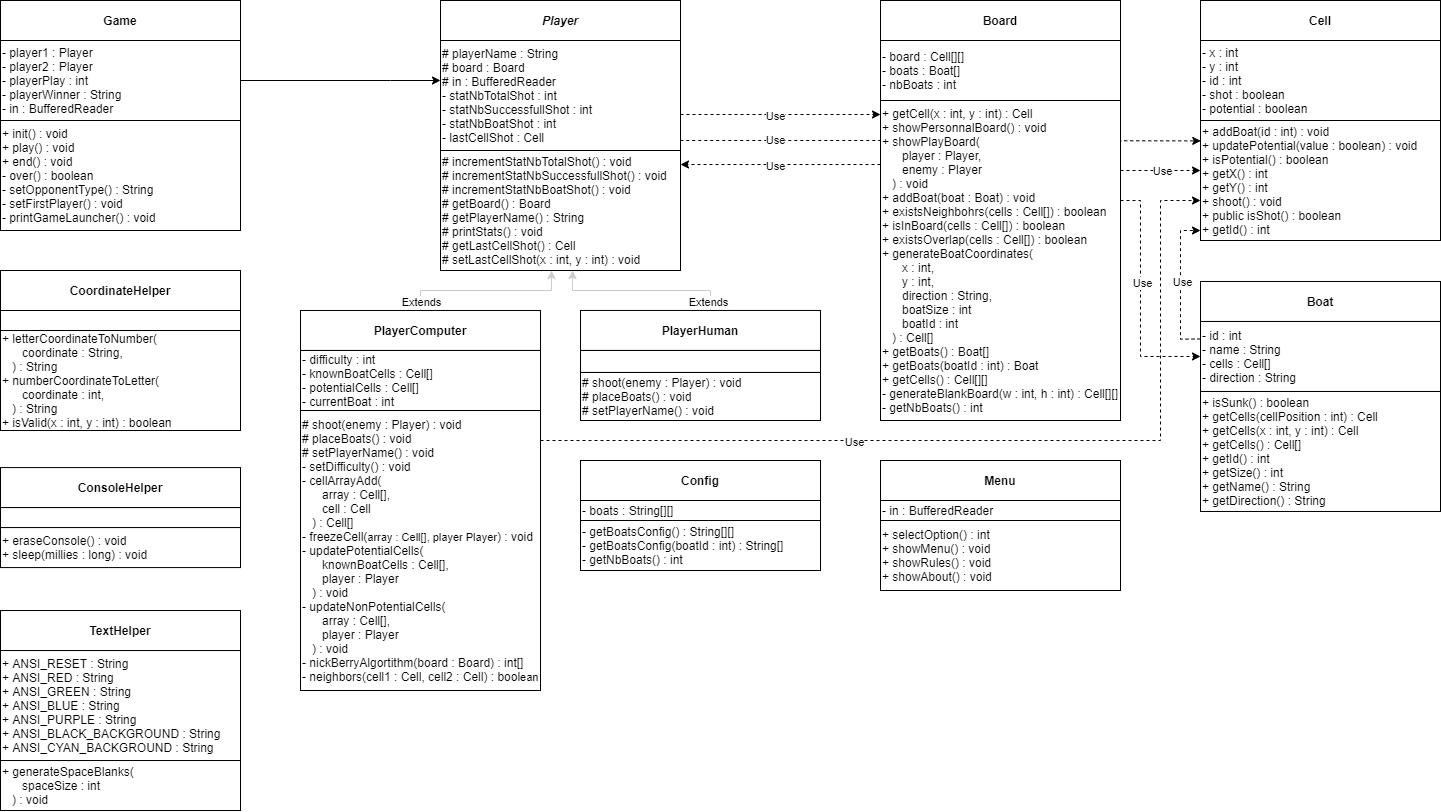 Game
- player1 : Player
- player2 : Player
- playerPlay : int
- playerWinner : String
- in : BufferedReader
+ init() : void
+ play() : void
+ end() : void
+ over() : boolean
- setOpponentType() : String
- setFirstPlayer() : void
- printGameLauncher() : void
Player
# playerName : String
# board : Board
# in : BufferedReader
- statNbTotalShot : int
- statNbSuccessfullShot : int
- statNbBoatShot : int
- lastCellShot : Cell
# incrementStatNbTotalShot() : void
# incrementStatNbSuccessfullShot() : void
# incrementStatNbBoatShot() : void
# getBoard() : Board
# getPlayerName() : String
# printStats() : void
# getLastCellShot() : Cell
# setLastCellShot(x : int, y : int) : void
Use
Use
Use
Board
- board : Cell[][]
- boats : Boat[]
- nbBoats : int
+ getCell(x : int, y : int) : Cell
+ showPersonnalBoard() : void
+ showPlayBoard(
player : Player,
enemy : Player
) : void
+ addBoat(boat : Boat) : void
+ existsNeighbohrs(cells : Cell[]) : boolean
+ isInBoard(cells : Cell[]) : boolean
+ existsOverlap(cells : Cell[]) : boolean
+ generateBoatCoordinates(
x : int,
y : int,
direction : String,
boatSize : int
boatId : int
) : Cell[]
+ getBoats() : Boat[]
+ getBoats(boatId : int) : Boat
+ getCells() : Cell[][]
- generateBlankBoard(w : int, h : int) : Cell[][]
- getNbBoats() : int
Use
Use
Use
Cell
- x : int
- y : int
- id : int
- shot : boolean
- potential : boolean
+ addBoat(id : int) : void
+ updatePotential(value : boolean) : void
+ isPotential() : boolean
+ getX() : int
+ getY() : int
+ shoot() : void
+ public isShot() : boolean
+ getId() : int
Boat
- id : int
- name : String
- cells : Cell[]
- direction : String
+ isSunk() : boolean
+ getCells(cellPosition : int) : Cell
+ getCells(x : int, y : int) : Cell
+ getCells() : Cell[]
+ getId() : int
+ getSize() : int
+ getName() : String
+ getDirection() : String
CoordinateHelper
+ letterCoordinateToNumber(
coordinate : String,
) : String
+ numberCoordinateToLetter(
coordinate : int,
) : String
+ isValid(x : int, y : int) : boolean
Extends
Extends
PlayerComputer
- difficulty : int
- knownBoatCells : Cell[]
- potentialCells : Cell[]
- currentBoat : int
# shoot(enemy : Player) : void
# placeBoats() : void
# setPlayerName() : void
- setDifficulty() : void
- cellArrayAdd(
array : Cell[],
cell : Cell
) : Cell[]
- freezeCell(array : Cell[], player Player) : void
- updatePotentialCells(
knownBoatCells : Cell[],
player : Player
) : void
- updateNonPotentialCells(
array : Cell[],
player : Player
) : void
- nickBerryAlgortithm(board : Board) : int[]
- neighbors(cell1 : Cell, cell2 : Cell) : boolean
PlayerHuman
# shoot(enemy : Player) : void
# placeBoats() : void
# setPlayerName() : void
Use
ConsoleHelper
+ eraseConsole() : void
+ sleep(millies : long) : void
Config
- boats : String[][]
- getBoatsConfig() : String[][]
- getBoatsConfig(boatId : int) : String[]
- getNbBoats() : int
Menu
- in : BufferedReader
+ selectOption() : int
+ showMenu() : void
+ showRules() : void
+ showAbout() : void
TextHelper
+ ANSI_RESET : String
+ ANSI_RED : String
+ ANSI_GREEN : String
+ ANSI_BLUE : String
+ ANSI_PURPLE : String
+ ANSI_BLACK_BACKGROUND : String
+ ANSI_CYAN_BACKGROUND : String
+ generateSpaceBlanks(
spaceSize : int
) : void